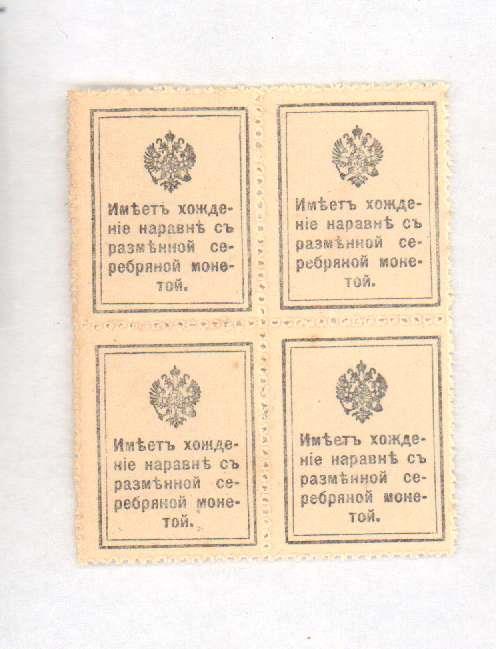 Имѣетъ хожде-
ніе наравнѣ съ
размѣнной се-
ребряной моне-
той.
Имѣетъ хожде-
ніе наравнѣ съ
размѣнной се-
ребряной моне-
той.
Имѣетъ хожде-
ніе наравнѣ съ
размѣнной се-
ребряной моне-
той.
Имѣетъ хожде-
ніе наравнѣ съ
размѣнной се-
ребряной моне-
той.